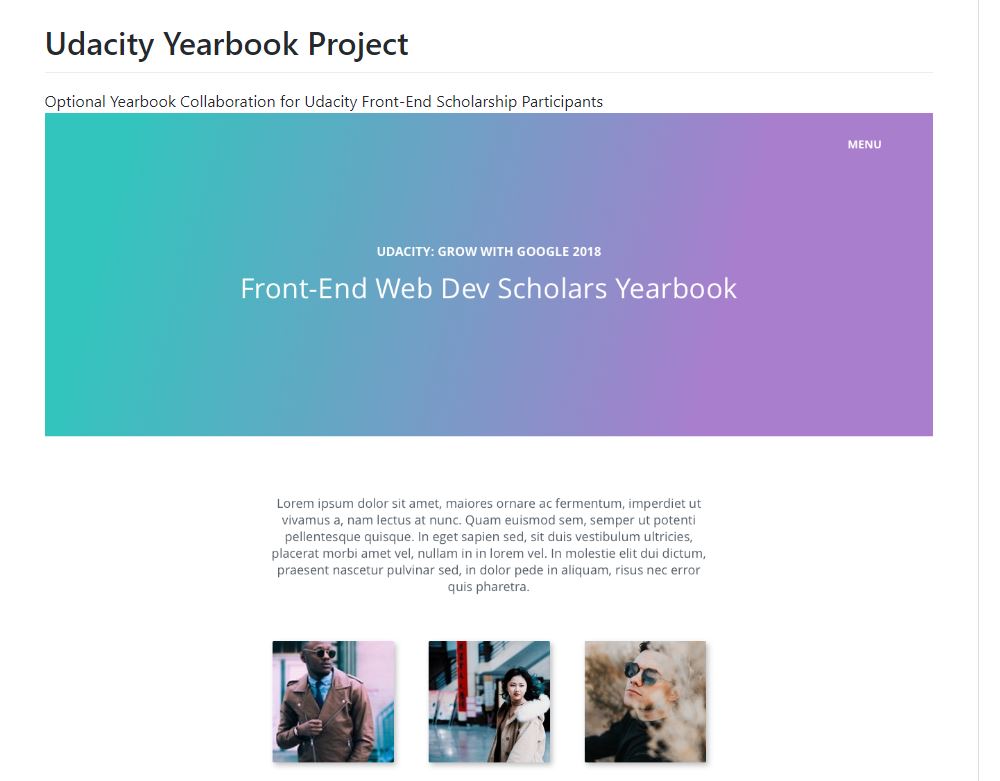 Udacity Yearbook Project
Optional Yearbook Collaboration for Udacity Front-End Scholarship Participants
MENU
UDACITY: GROW WITH GOOGLE 2018
Front-End Web Dev Scholars Yearbook
Lorem ipsum dolor sit amet, maiores ornare ac fermentum, imperdiet ut
vivamus a, nam lectus at nunc. Quam euismod sem, semper ut potenti
pellentesque quisque. In eget sapien sed, sit duis vestibulum ultricies,
placerat morbi amet vel, nullam in in lorem vel. In molestie elit dui dictum,
praesent nascetur pulvinar sed, in dolor pede in aliquam, risus nec error
quis pharetra.